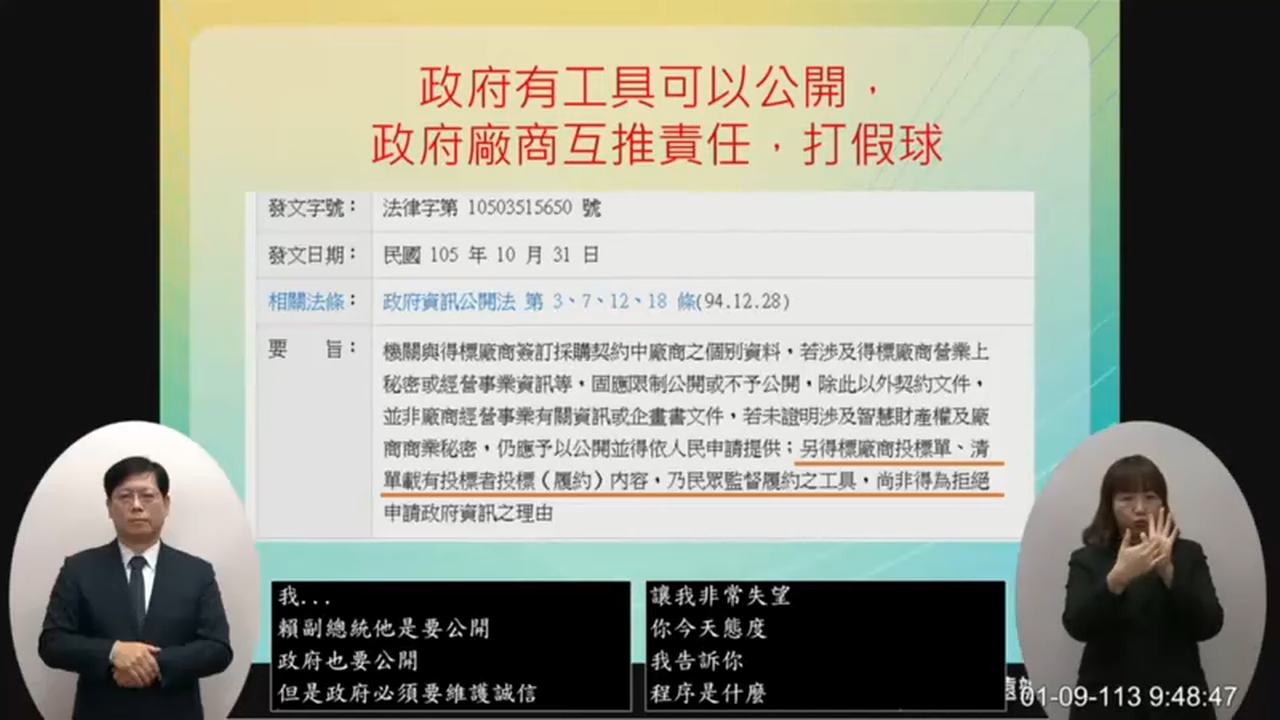 政府有工具可以公開，
政府廠商互推責任，打假球
發文字號： 法律字第 10503515650 號
發文日期： 民國 105 年 10 月 31 日
相關法條： 政府資訊公開法 第 3、7、12、18 條(94.12.28)
要 旨： 機關與得標廠商簽訂採購契約中廠商之個別資料，若涉及得標廠商營業上
秘密或經營事業資訊等，固應限制公開或不予公開，除此以外契約文件，
並非廠商經營事業有關資訊或企畫書文件，若未證明涉及智慧財產權及廠
商商業秘密，仍應予以公開並得依人民申請提供；另得標廠商投標單、清
單載有投標者投標（履約）內容，乃民眾監督履約之工具，尚非得為拒絕
申請政府資訊之理由
我...
賴副總統他是要公開
政府也要公開
但是政府必須要維護誠信
讓我非常失望
你今天態度
我告訴你
程序是什麼
01-09-113 9:48:47